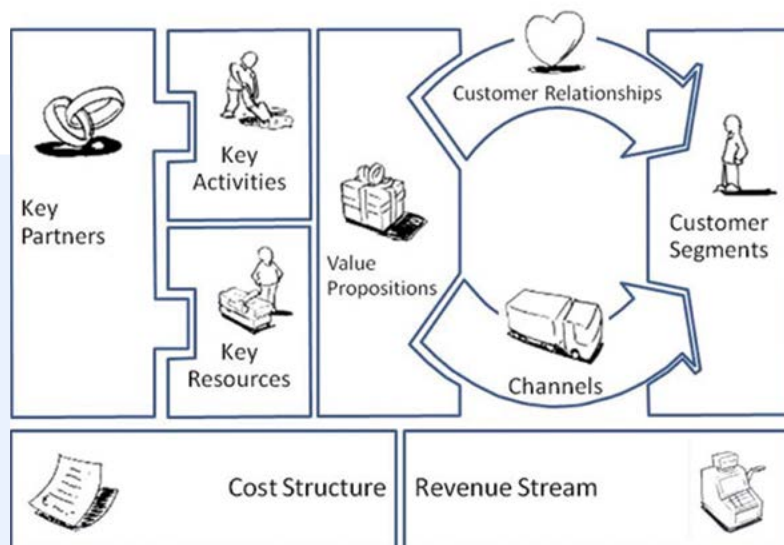 Key
Partners
Key
Activities
Key
Resources
Value
Propositions
Customer Relationships
Channels
Customer
Segments
Cost Structure
Revenue Stream